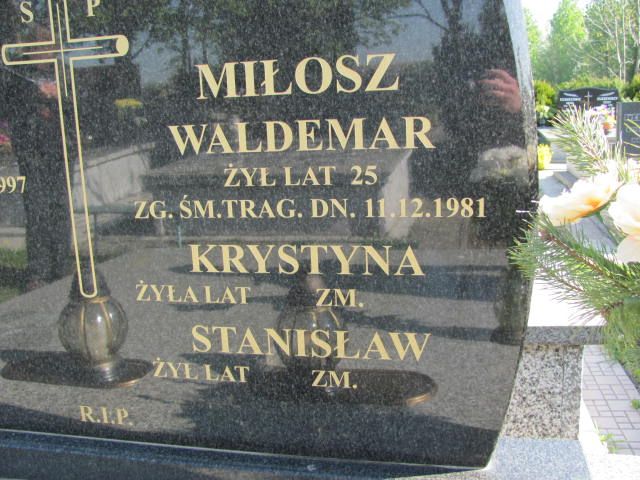 S P
MIŁOSZ
WALDEMAR
ŻYŁ LAT 25
997
ZG. ŚM.TRAG. DN. 11.12.1981
KRYSTYNA
ŻYŁA LAT ZM.
STANISŁAW
ŻYŁ LAT ZM.
R.I.P.